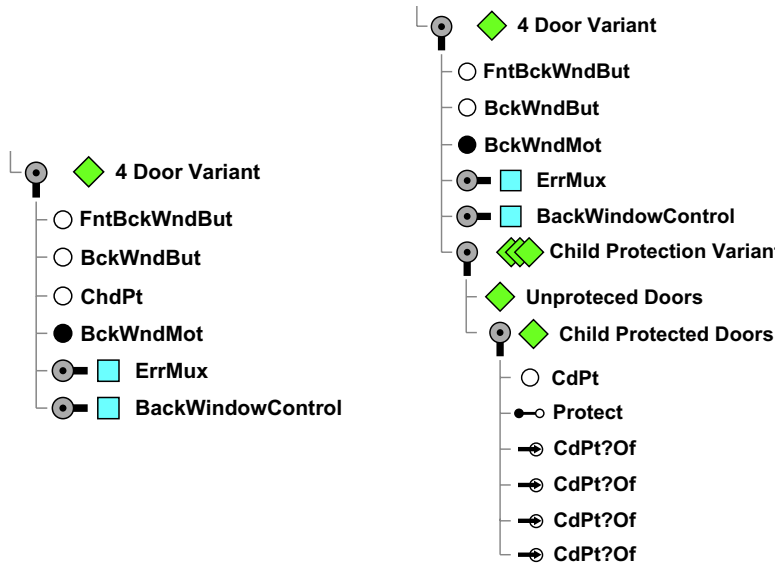 4 Door Variant
FntBckWndBut
BckWndBut
ChdPt
BckWndMot
ErrMux
BackWindowControl
4 Door Variant
FntBckWndBut
BckWndBut
BckWndMot
ErrMux
BackWindowControl
Child Protection Variant
Unproteced Doors
Child Protected Doors
CdPt
Protect
CdPt?Of
CdPt?Of
CdPt?Of
CdPt?Of